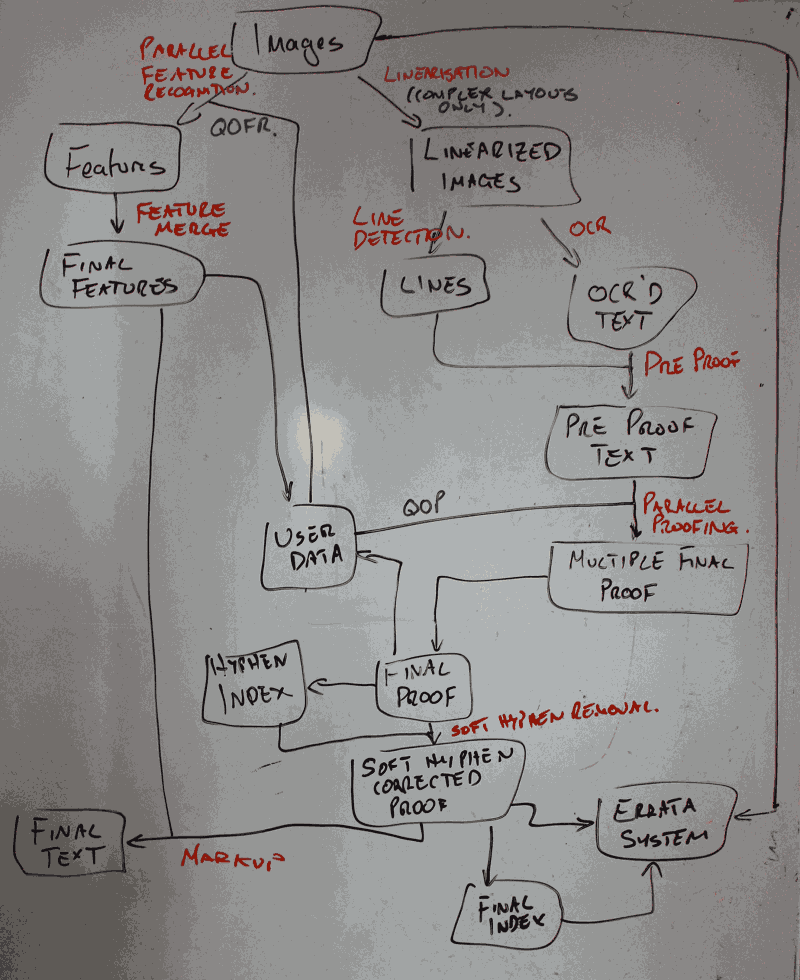 Images
PARALLEL
FEATURE
RECOGNITION.
LINEARISATION
(COMPLEX LAYOUTS
ONLY).
QOFR.
Features
LINEARIZED
IMAGES
FEATURE
MERGE
LINE
DETECTION.
OCR
FINAL
FEATURES
LINES
OCR'D
TEXT
PRE PROOF
PRE PROOF
TEXT
QOP
PARALLEL
PROOFING.
USER
DATA
MULTIPLE FINAL
PROOF
HYPHEN
INDEX
FINAL
PROOF
SOFT HYPHEN REMOVAL.
SOFT HYPHEN
CORRECTED
PROOF
ERRATA
SYSTEM
FINAL
TEXT
MARKUP
FINAL
INDEX